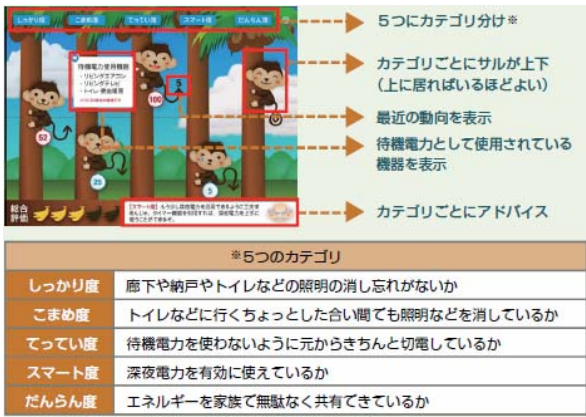 しっかり度 こまめ度 てってい度 スマート度 だんらん度
５つにカテゴリ分け※
カテゴリごとにサルが上下
（上に居ればいるほどよい）
最近の動向を表示
待機電力として使用されている
機器を表示
カテゴリごとにアドバイス
待機電力使用機器
・リビングエアコン
・リビングテレビ
・トイレ・便座暖房
100
52
25
5
総合
評価
【スマート度】
※5つのカテゴリ
しっかり度 廊下や納戸やトイレなどの照明の消し忘れがないか
こまめ度 トイレなどに行くちょっとした合い間でも照明などを消しているか
てってい度 待機電力を使わないように元からきちんと切電しているか
スマート度 深夜電力を有効に使えているか
だんらん度 エネルギーを家族で無駄なく共有できているか